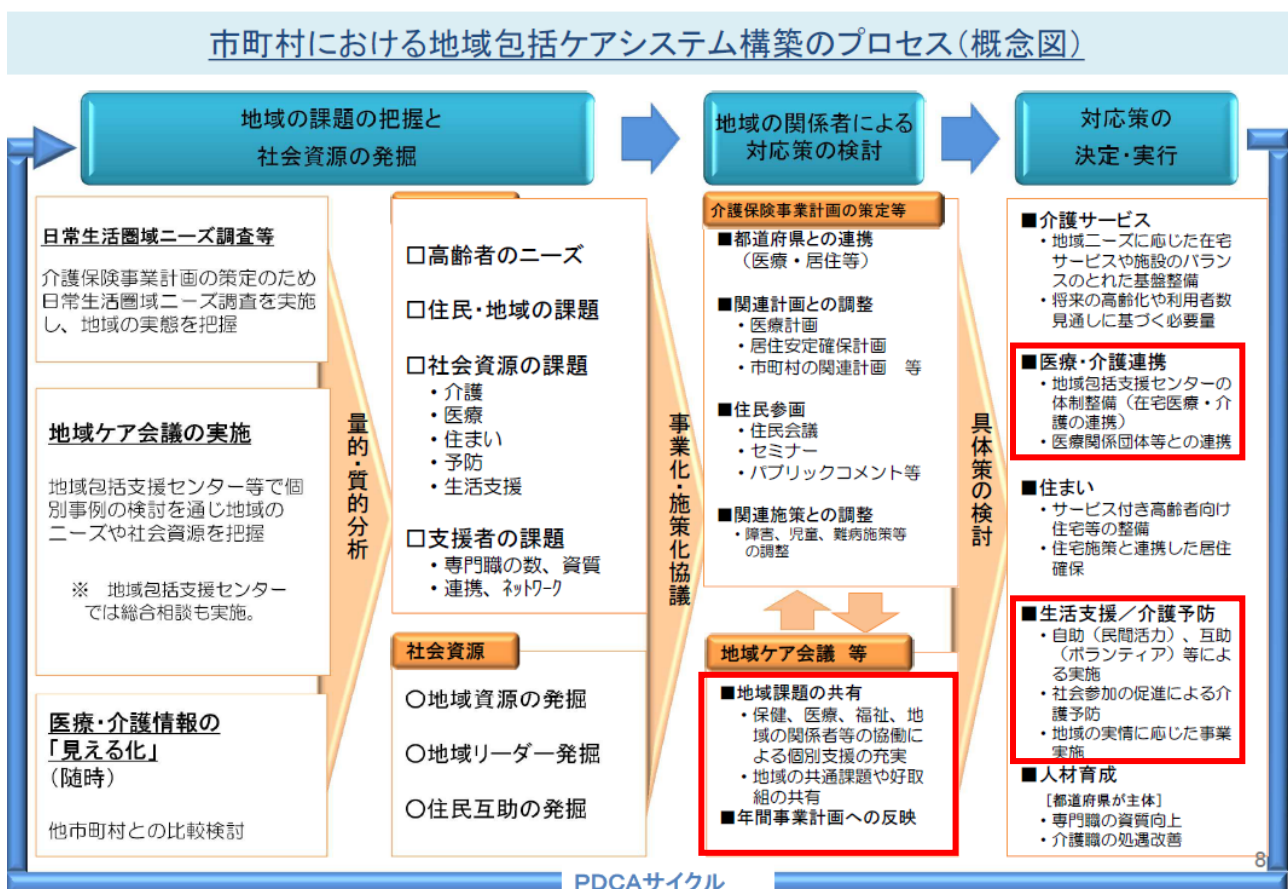 市町村における地域包括ケアシステム構築のプロセス(概念図)
地域の課題の把握と
社会資源の発掘
地域の関係者による
対応策の検討
対応策の
決定・実行
日常生活圏域ニーズ調査等
介護保険事業計画の策定のため
日常生活圏域ニーズ調査を実施
し、地域の実態を把握
地域ケア会議の実施
地域包括支援センター等で個
別事例の検討を通じ地域の
ニーズや社会資源を把握
※ 地域包括支援センター
では総合相談も実施。
医療・介護情報の
「見える化」
(随時)
他市町村との比較検討
量的・質的分析
□高齢者のニーズ
□住民・地域の課題
□社会資源の課題
・介護
・医療
・住まい
・予防
・生活支援
□支援者の課題
・専門職の数、資質
・連携、ﾈｯﾄﾜｰｸ
社会資源
○地域資源の発掘
○地域リーダー発掘
○住民互助の発掘
事業化・施策化協議
介護保険事業計画の策定等
■都道府県との連携
(医療・居住等)
■関連計画との調整
・医療計画
・居住安定確保計画
・市町村の関連計画 等
■住民参画
・住民会議
・セミナー
・パブリックコメント等
■関連施策との調整
・障害、児童、難病施策等
の調整
地域ケア会議 等
■地域課題の共有
・保健、医療、福祉、地
域の関係者等の協働
による個別支援の充実
・地域の共通課題や好取
組の共有
■年間事業計画への反映
具体策の検討
■介護サービス
・地域ニーズに応じた在宅
サービスや施設のバラン
スのとれた基盤整備
・将来の高齢化や利用者数
見通しに基づく必要量
■医療・介護連携
・地域包括支援センターの
体制整備(在宅医療・介
護の連携)
・医療関係団体等との連携
■住まい
・サービス付き高齢者向け
住宅等の整備
・住宅施策と連携した居住
確保
■生活支援／介護予防
・自助(民間活力)、互助
(ボランティア)等によ
る実施
・社会参加の促進による介
護予防
・地域の実情に応じた事業
実施
■人材育成
[都道府県が主体]
・専門職の資質向上
・介護職の処遇改善
8
PDCAサイクル